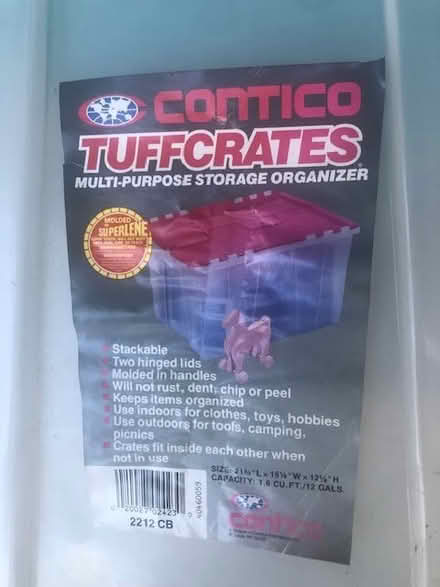 CONTICO
TUFFCRATES
MULTI-PURPOSE STORAGE ORGANIZER
MOLDED
SUPERLENE
Stackable
Two hinged lids
Molded in handles
Will not rust, dent, chip or peel
Keeps items organized
Use indoors for clothes, toys, hobbies
Use outdoors for tools, camping,
picnics
Crates fit inside each other when
not in use
CAPACITY: 1.6 CU.FT./12 GALS.
2212 CB